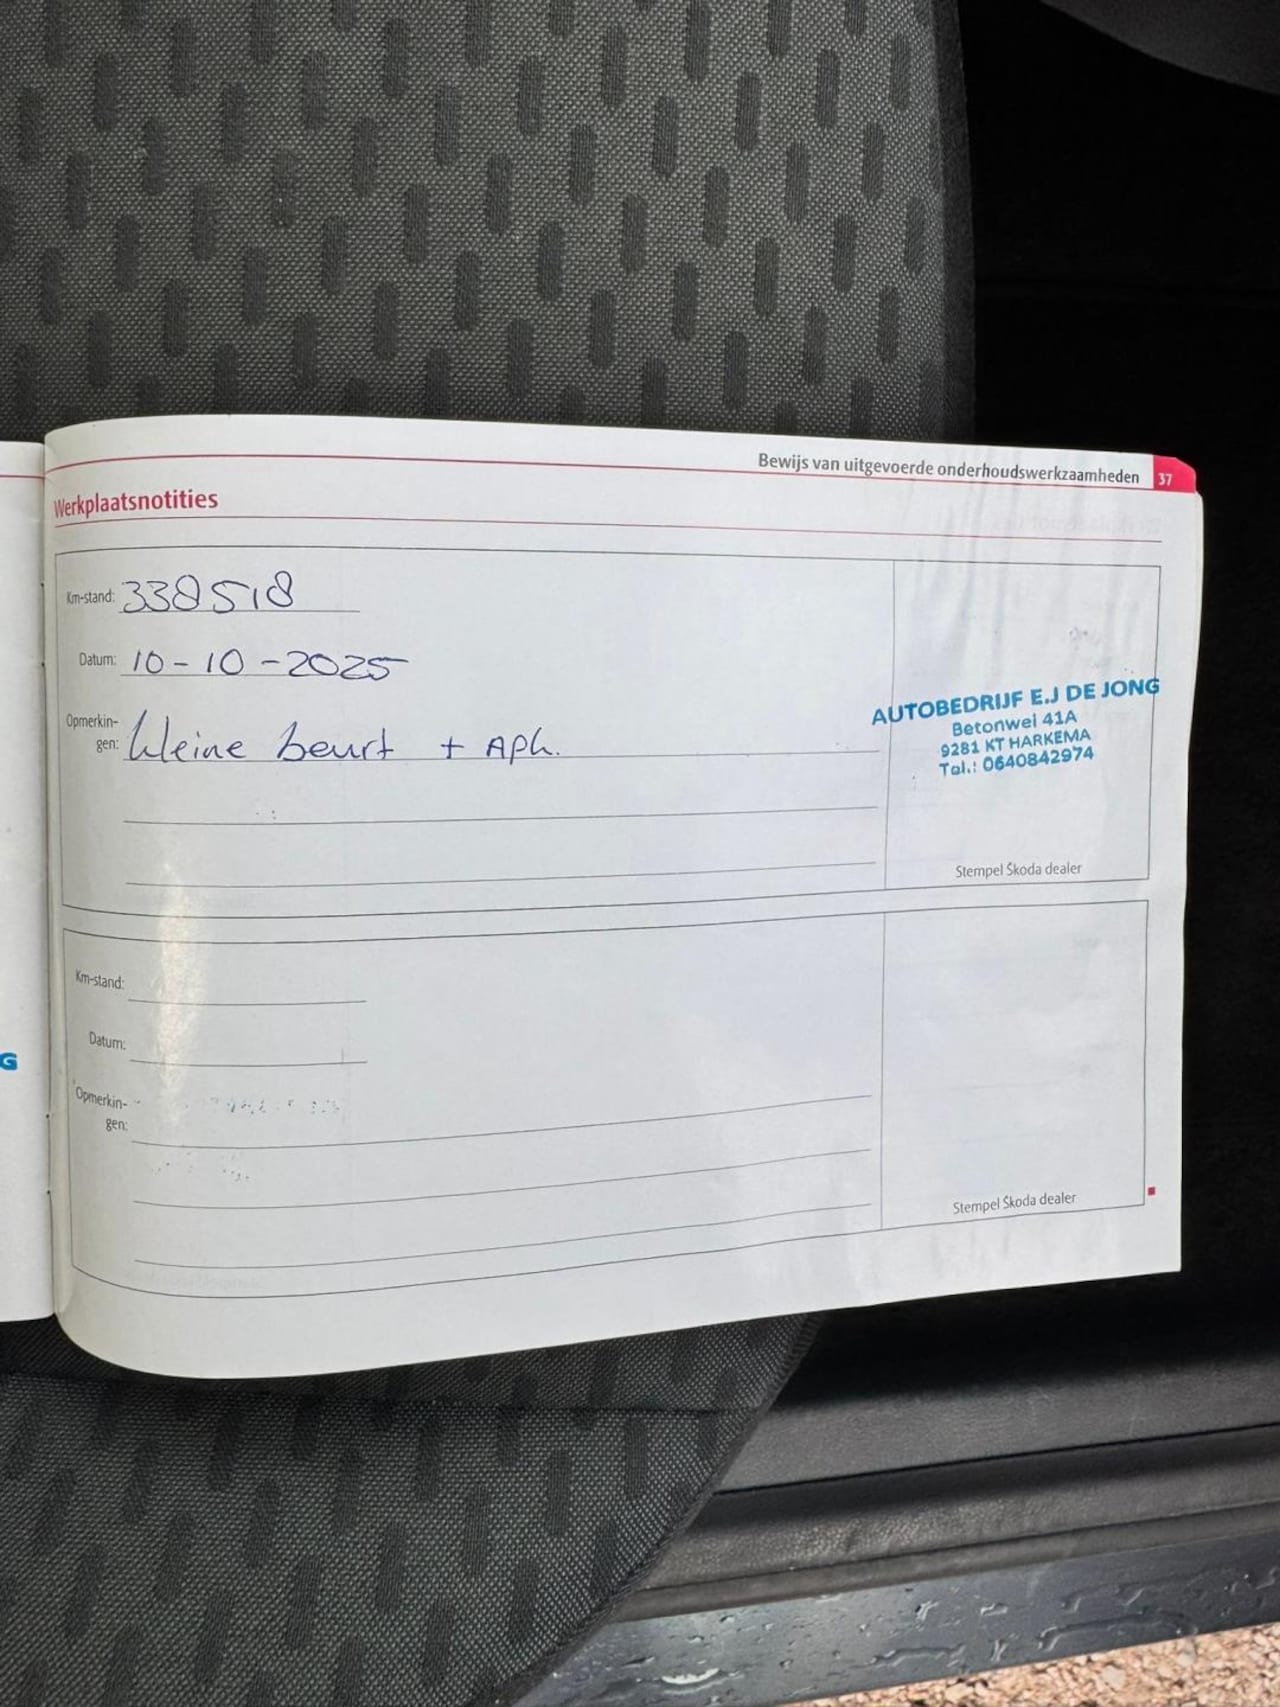 Bewijs van uitgevoerde onderhoudswerkzaamheden 37
Werkplaatsnotities
Km-stand: 338518
Datum: 10-10-2025
Opmerkin-
gen: kleine beurt + APk.
AUTOBEDRIJF E.J DE JONG
Betonwei 41A
9281 KT HARKEMA
Tel.: 0640842974
Stempel Škoda dealer
Km-stand:
Datum:
Opmerkin-
gen:
Stempel Škoda dealer
G